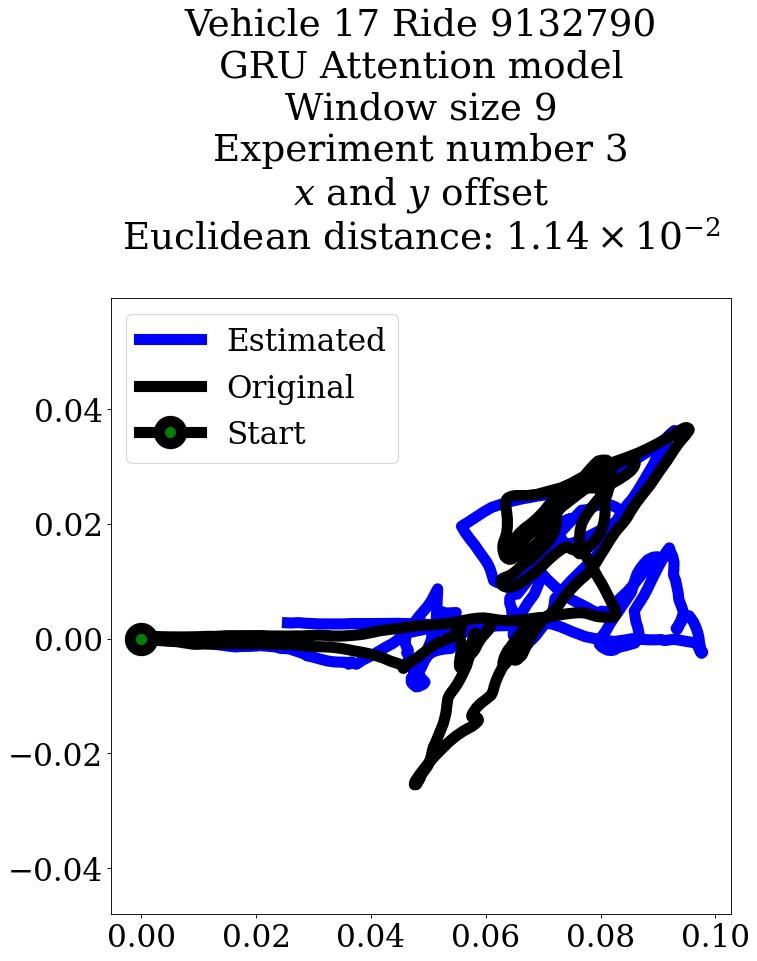 Vehicle 17 Ride 9132790
GRU Attention model
Window size 9
Experiment number 3
x and y offset
Euclidean distance: 1.14 × 10⁻²
Estimated
Original
Start
0.04
0.02
0.00
−0.02
−0.04
0.00 0.02 0.04 0.06 0.08 0.10